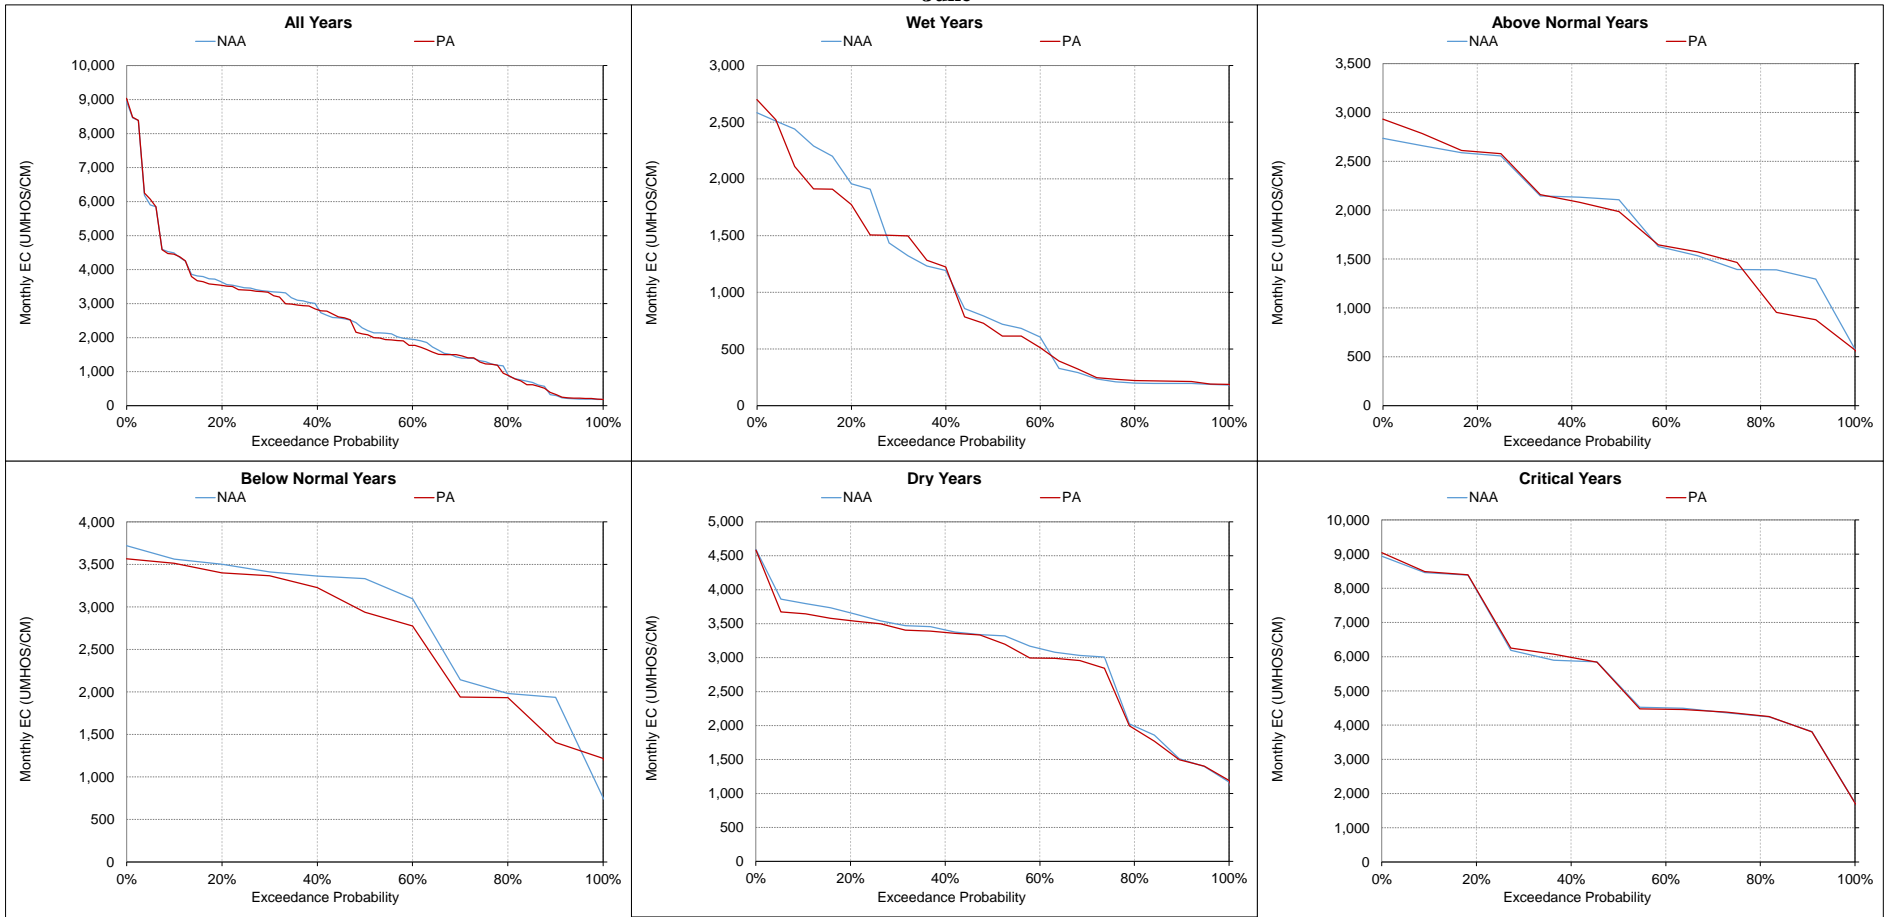 All Years
NAA PA
10,000
9,000
8,000
7,000
6,000
5,000
4,000
3,000
2,000
1,000
0
Monthly EC (UMHOS/CM)
0% 20% 40% 60% 80% 100%
Exceedance Probability
Wet Years
NAA PA
3,000
2,500
2,000
1,500
1,000
500
0
Monthly EC (UMHOS/CM)
0% 20% 40% 60% 80% 100%
Exceedance Probability
Above Normal Years
NAA PA
3,500
3,000
2,500
2,000
1,500
1,000
500
0
Monthly EC (UMHOS/CM)
0% 20% 40% 60% 80% 100%
Exceedance Probability
Below Normal Years
NAA PA
4,000
3,500
3,000
2,500
2,000
1,500
1,000
500
0
Monthly EC (UMHOS/CM)
0% 20% 40% 60% 80% 100%
Exceedance Probability
Dry Years
NAA PA
5,000
4,500
4,000
3,500
3,000
2,500
2,000
1,500
1,000
500
0
Monthly EC (UMHOS/CM)
0% 20% 40% 60% 80% 100%
Exceedance Probability
Critical Years
NAA PA
10,000
9,000
8,000
7,000
6,000
5,000
4,000
3,000
2,000
1,000
0
Monthly EC (UMHOS/CM)
0% 20% 40% 60% 80% 100%
Exceedance Probability